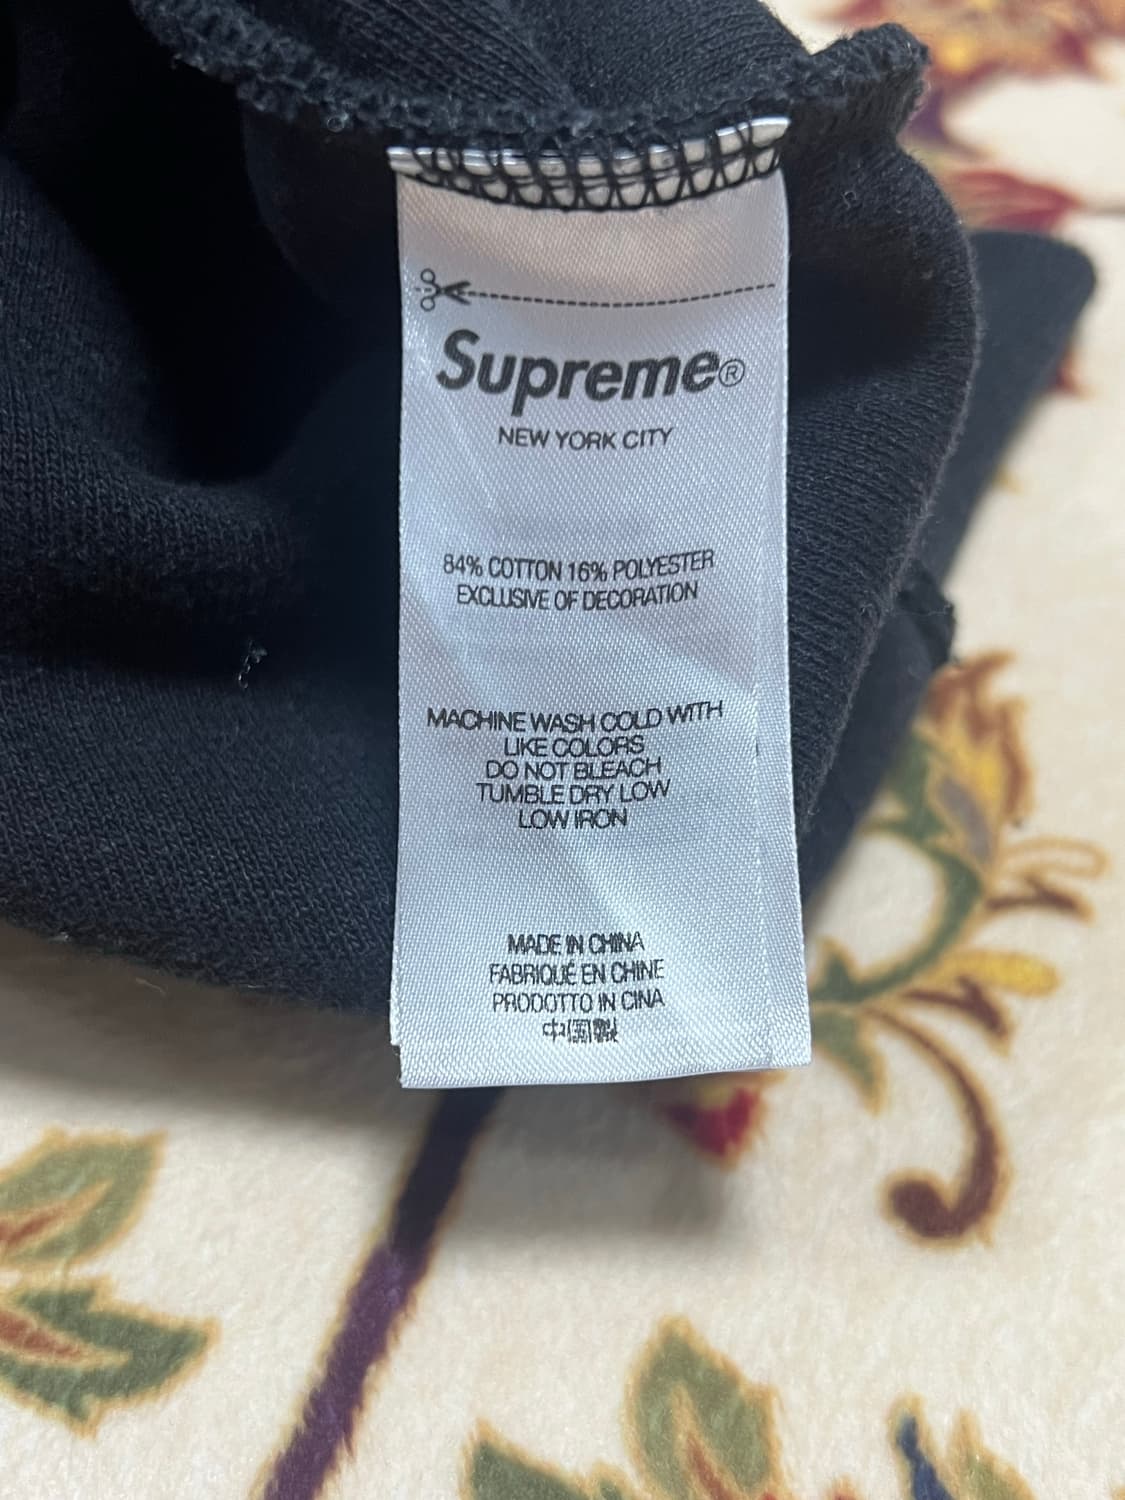 Supreme®
NEW YORK CITY
84% COTTON 16% POLYESTER
EXCLUSIVE OF DECORATION
MACHINE WASH COLD WITH
LIKE COLORS
DO NOT BLEACH
TUMBLE DRY LOW
LOW IRON
MADE IN CHINA
FABRIQUÉ EN CHINE
PRODOTTO IN CINA
中国製